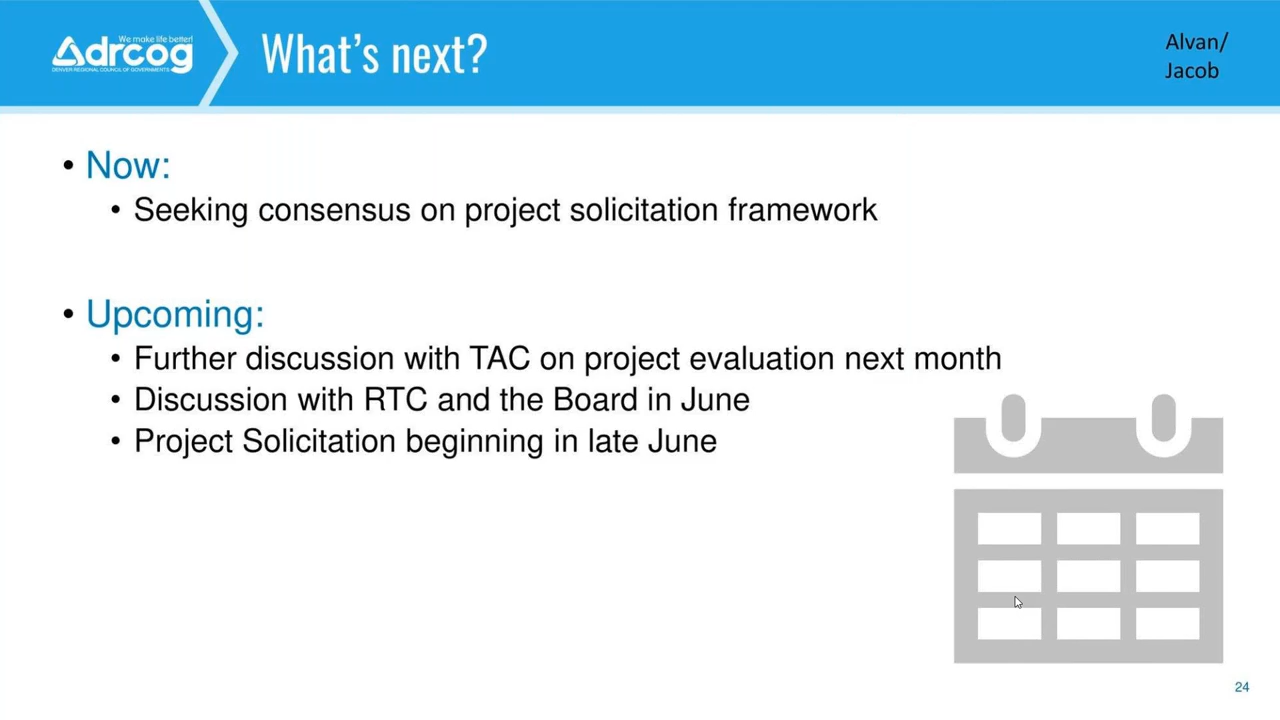 We make life better!
drcog
DENVER REGIONAL COUNCIL OF GOVERNMENTS
What's next?
Alvan/
Jacob
• Now:
• Seeking consensus on project solicitation framework
• Upcoming:
• Further discussion with TAC on project evaluation next month
• Discussion with RTC and the Board in June
• Project Solicitation beginning in late June
24